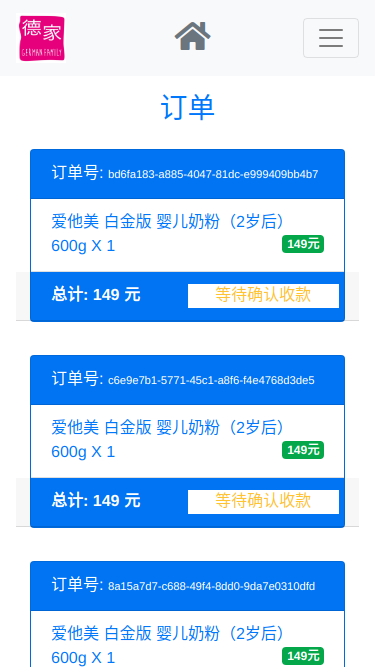 德家
GERMAN FAMILY
订单
订单号: bd6fa183-a885-4047-81dc-e999409bb4b7
爱他美 白金版 婴儿奶粉（2岁后）
600g X 1
149元
总计: 149 元
等待确认收款
订单号: c6e9e7b1-5771-45c1-a8f6-f4e4768d3de5
爱他美 白金版 婴儿奶粉（2岁后）
600g X 1
149元
总计: 149 元
等待确认收款
订单号: 8a15a7d7-c688-49f4-8dd0-9da7e0310dfd
爱他美 白金版 婴儿奶粉（2岁后）
600g X 1
149元